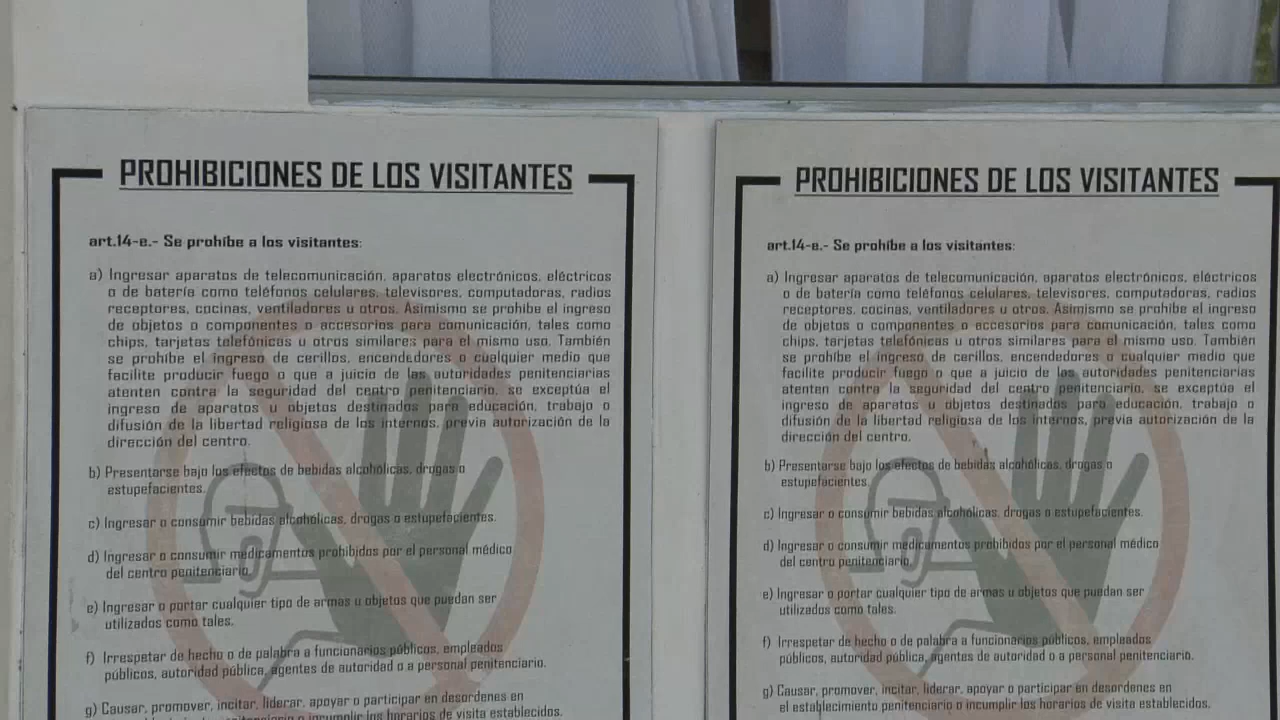 PROHIBICIONES DE LOS VISITANTES
art.14-e.- Se prohíbe a los visitantes:
a) Ingresar aparatos de telecomunicación, aparatos electrónicos, eléctricos
o de batería como teléfonos celulares, televisores, computadoras, radios
receptores, cocinas, ventiladores u otros. Asimismo se prohibe el ingreso
de objetos o componentes o accesorios para comunicación, tales como
chips, tarjetas telefónicas u otros similares para el mismo uso. También
se prohibe el ingreso de cerillos, encendedores o cualquier medio que
facilite producir fuego o que a juicio de las autoridades penitenciarias
atenten contra la seguridad del centro penitenciario, se exceptúa el
ingreso de aparatos u objetos destinados para educación, trabajo o
difusión de la libertad religiosa de los internos, previa autorización de la
dirección del centro.
b) Presentarse bajo los efectos de bebidas alcohólicas, drogas o
estupefacientes.
c) Ingresar o consumir bebidas alcohólicas, drogas o estupefacientes.
d) Ingresar o consumir medicamentos prohibidos por el personal médico
del centro penitenciario.
e) Ingresar o portar cualquier tipo de armas u objetos que puedan ser
utilizados como tales.
f) Irrespetar de hecho o de palabra a funcionarios públicos, empleados
públicos, autoridad pública, agentes de autoridad o a personal penitenciario.
g) Causar, promover, incitar, liderar, apoyar o participar en desordenes en
el establecimiento penitenciario o incumplir los horarios de visita establecidos.
PROHIBICIONES DE LOS VISITANTES
art.14-e.- Se prohíbe a los visitantes:
a) Ingresar aparatos de telecomunicación, aparatos electrónicos, eléctricos
o de batería como teléfonos celulares, televisores, computadoras, radios
receptores, cocinas, ventiladores u otros. Asimismo se prohibe el ingreso
de objetos o componentes o accesorios para comunicación, tales como
chips, tarjetas telefónicas u otros similares para el mismo uso. También
se prohibe el ingreso de cerillos, encendedores o cualquier medio que
facilite producir fuego o que a juicio de las autoridades penitenciarias
atenten contra la seguridad del centro penitenciario, se exceptúa el
ingreso de aparatos u objetos destinados para educación, trabajo o
difusión de la libertad religiosa de los internos, previa autorización de la
dirección del centro.
b) Presentarse bajo los efectos de bebidas alcohólicas, drogas o
estupefacientes.
c) Ingresar o consumir bebidas alcohólicas, drogas o estupefacientes.
d) Ingresar o consumir medicamentos prohibidos por el personal médico
del centro penitenciario.
e) Ingresar o portar cualquier tipo de armas u objetos que puedan ser
utilizados como tales.
f) Irrespetar de hecho o de palabra a funcionarios públicos, empleados
públicos, autoridad pública, agentes de autoridad o a personal penitenciario.
g) Causar, promover, incitar, liderar, apoyar o participar en desordenes en
el establecimiento penitenciario o incumplir los horarios de visita establecidos.